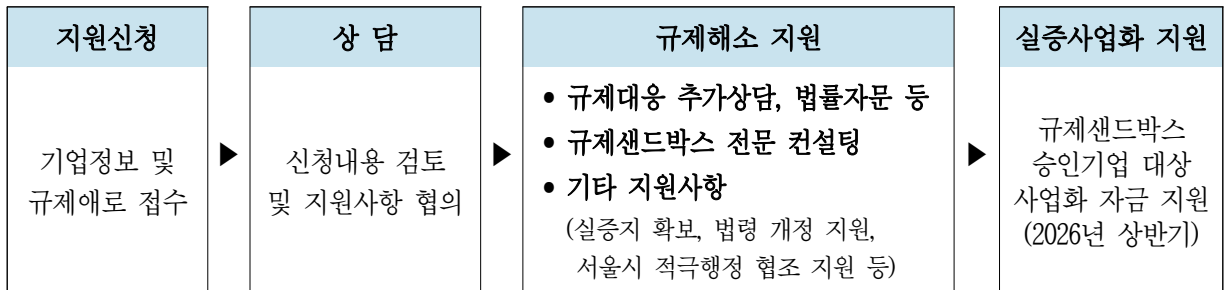 지원신청
기업정보 및
규제애로 접수
▶
상 담
신청내용 검토
및 지원사항 협의
▶
규제해소 지원
• 규제대응 추가상담, 법률자문 등
• 규제샌드박스 전문 컨설팅
• 기타 지원사항
(실증지 확보, 법령 개정 지원,
서울시 적극행정 협조 지원 등)
▶
실증사업화 지원
규제샌드박스
승인기업 대상
사업화 자금 지원
(2026년 상반기)